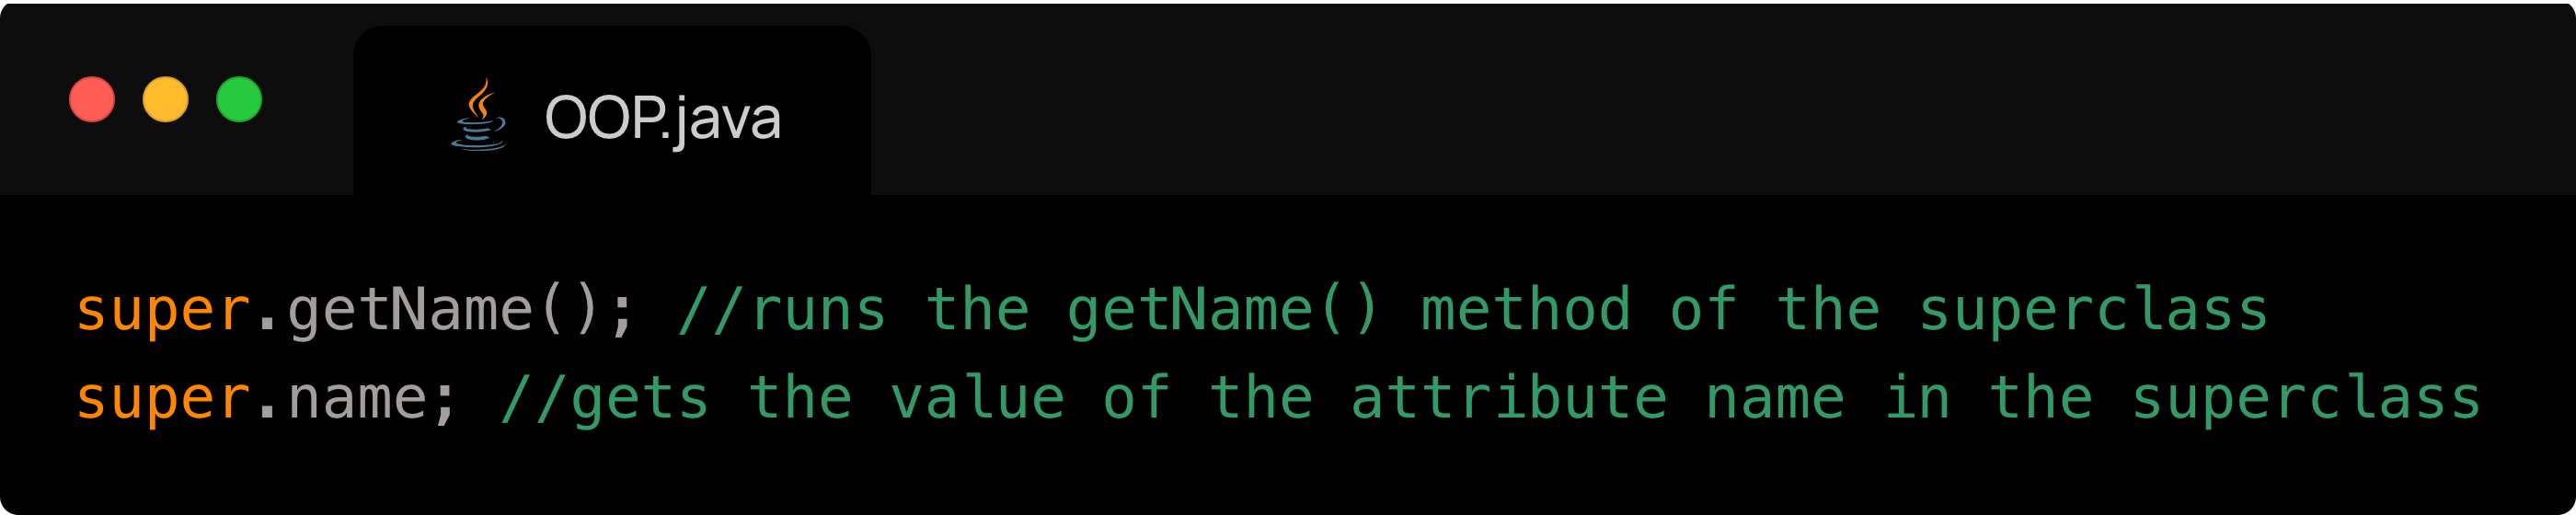 OOP.java
super.getName(); //runs the getName() method of the superclass
super.name; //gets the value of the attribute name in the superclass